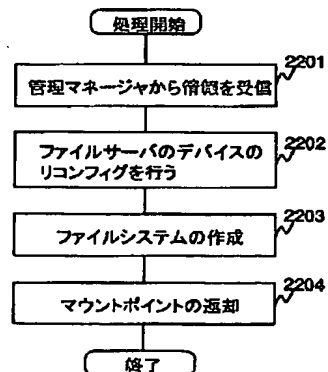 処理開始
2201
管理マネージャから情報を受信
2202
ファイルサーバのデバイスの
リコンフィグを行う
2203
ファイルシステムの作成
2204
マウントポイントの返却
終了